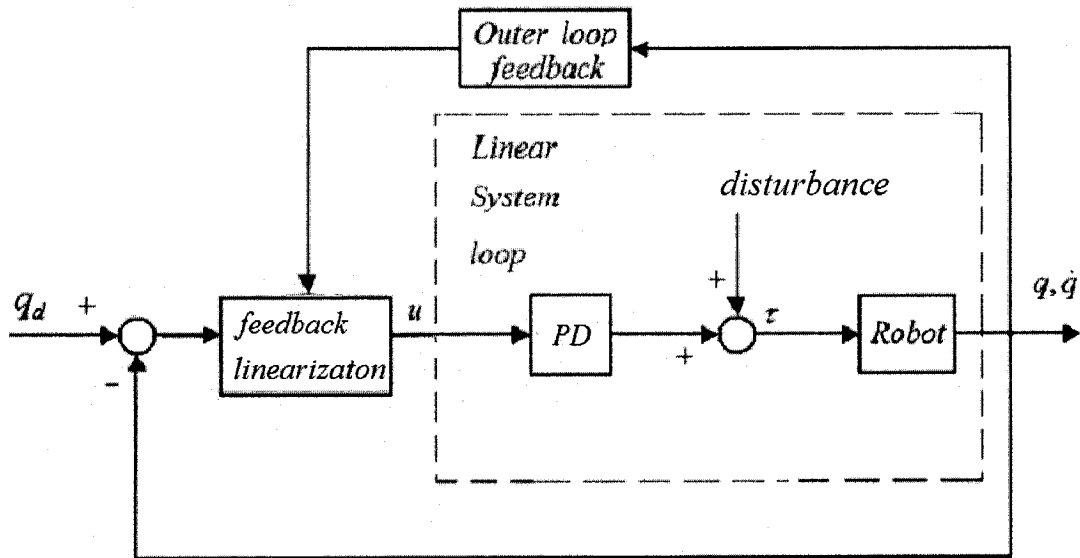 Outer loop
feedback
Linear
System
loop
disturbance
+
q_d +
feedback
linearizaton
u
PD
+
τ
Robot
q, q̇
-